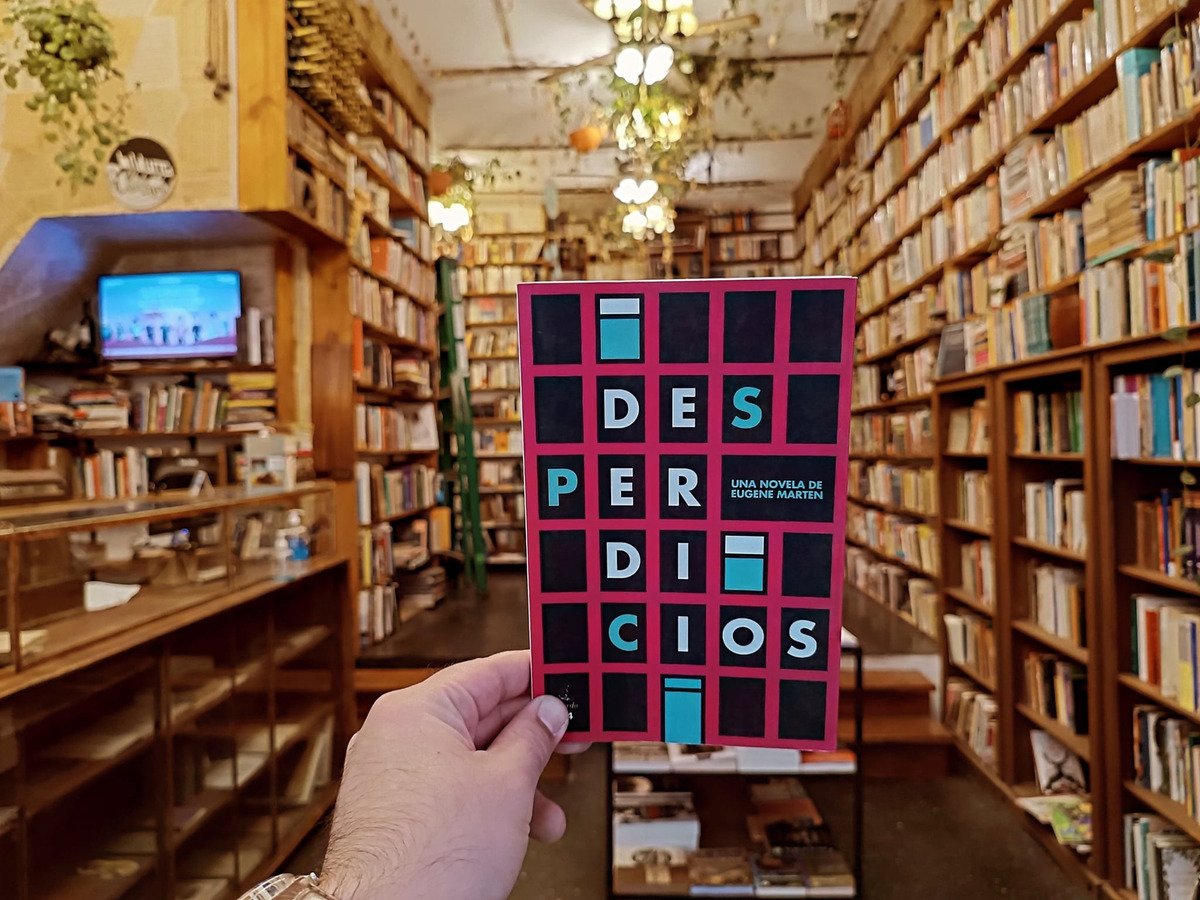 DES
PER
UNA NOVELA DE
EUGENE MARTEN
DI
CIOS